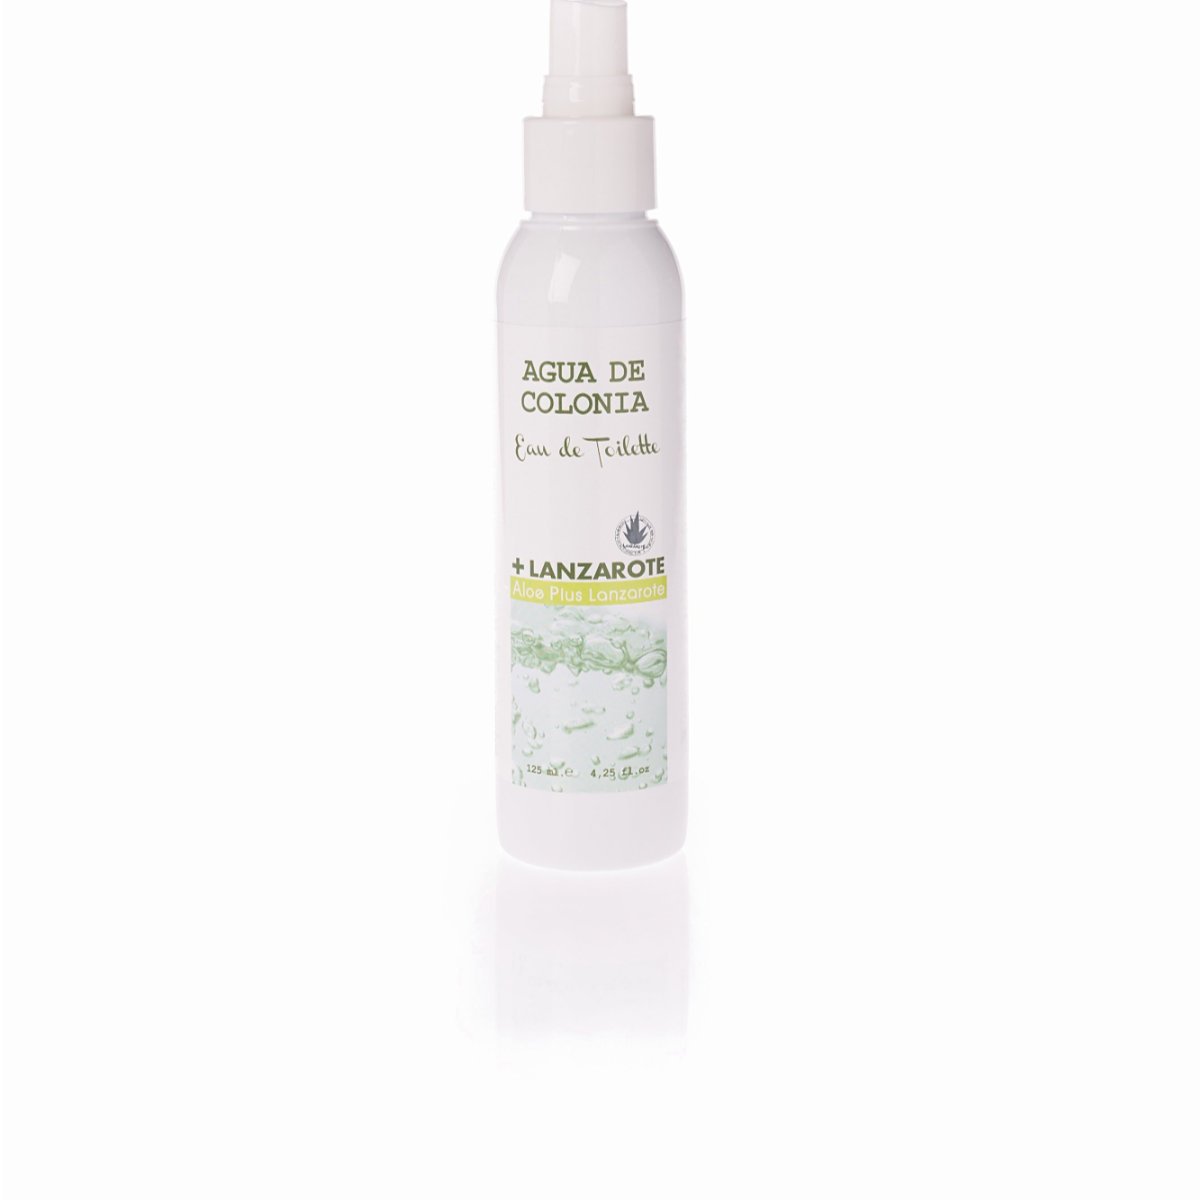 AGUA DE
COLONIA
Eau de Toilette
+ LANZAROTE
Aloe Plus Lanzarote
125 ml.e 4,25 fl.oz